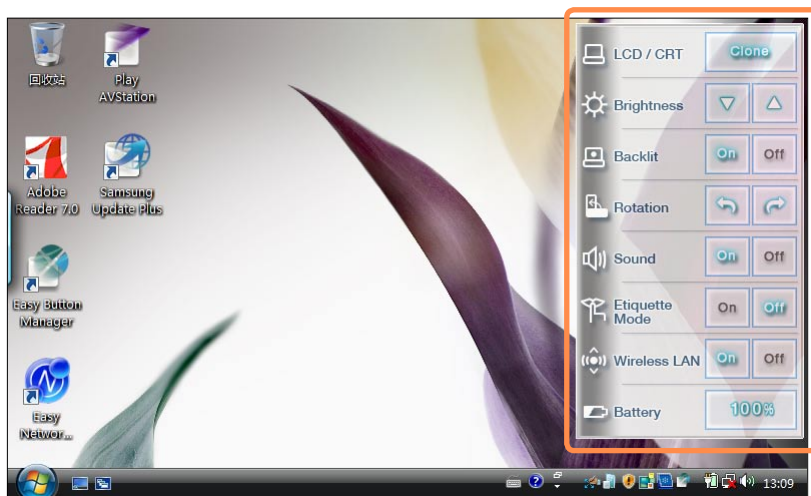 回收站
Play
AVStation
Adobe
Reader 7.0
Samsung
Update Plus
Easy Button
Manager
Easy
Networ...
LCD / CRT
Clone
Brightness
Backlit
On
Off
Rotation
Sound
On
Off
Etiquette
Mode
On
Off
Wireless LAN
On
Off
Battery
100%
13:09